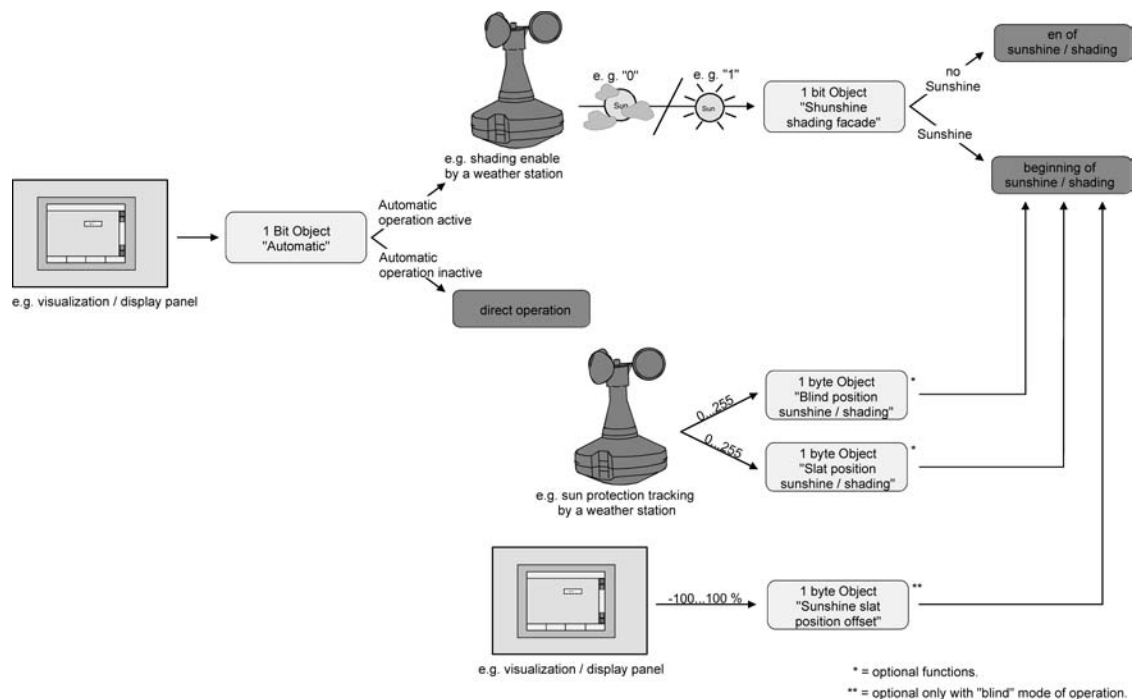 en of
sunshine / shading
no
Sunshine
e. g. "0"
e. g. "1"
Sun
Sun
1 bit Object
"Shunshine
shading facade"
Sunshine
e.g. shading enable
by a weather station
beginning of
sunshine / shading
1 Bit Object
"Automatic"
Automatic
operation active
Automatic
operation inactive
e.g. visualization / display panel
direct operation
0...255
1 byte Object
"Blind position
sunshine / shading"
*
0...255
1 byte Object
"Slat position
sunshine / shading"
*
e.g. sun protection tracking
by a weather station
-100...100 %
1 byte Object
"Sunshine slat
position offset"
**
e.g. visualization / display panel
* = optional functions.
** = optional only with "blind" mode of operation.